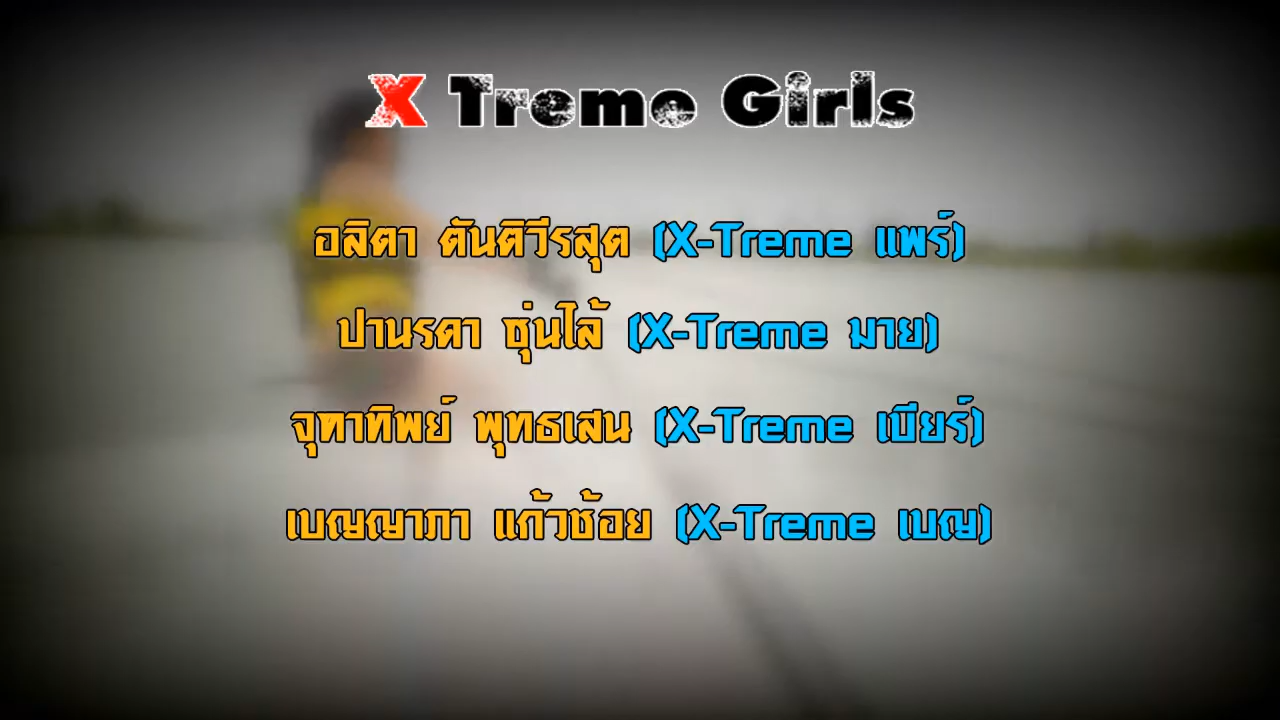 X Treme Girls
อลิตา ตันติวีรสุต (X-Treme แพร์)
ปานรดา ซุ่นไล้ (X-Treme มาย)
จุฑาทิพย์ พุทธเสน (X-Treme เบียร์)
เบญญาภา แก้วช้อย (X-Treme เบญ)